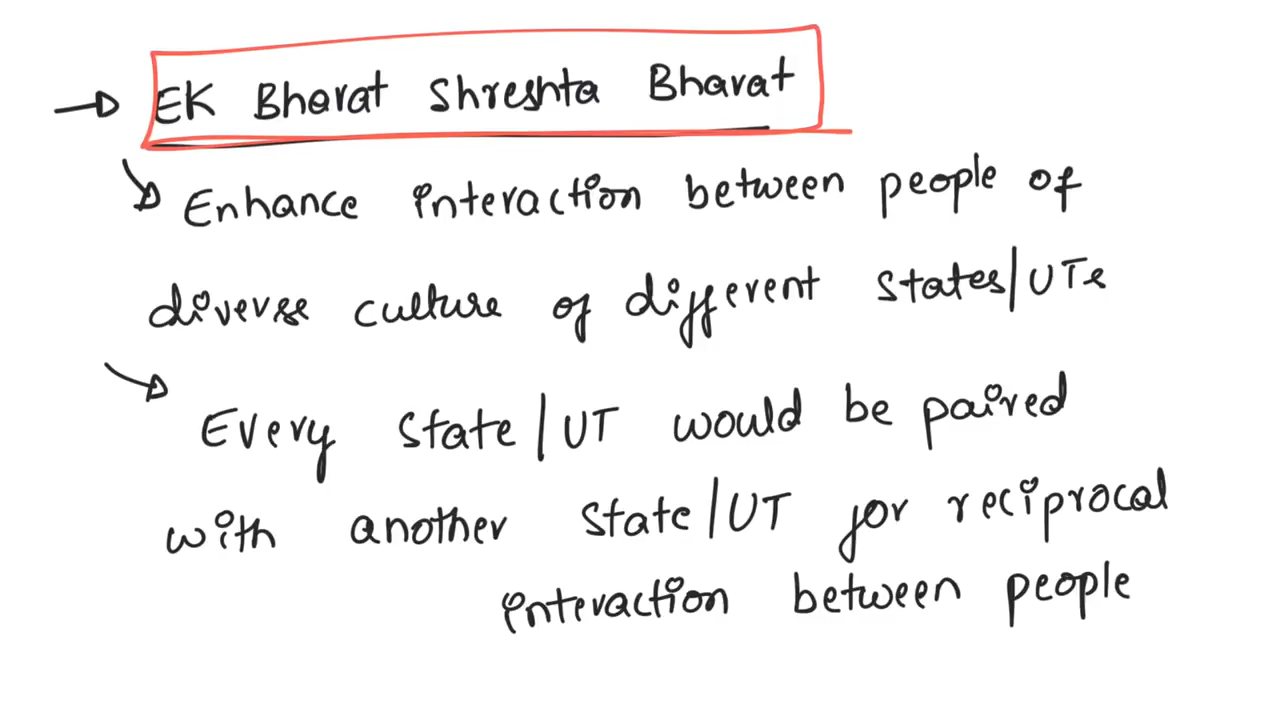 EK Bharat Shreshta Bharat
Enhance interaction between people of
diverse culture of different states/UTs
Every state/UT would be paired
with another state/UT for reciprocal
interaction between people